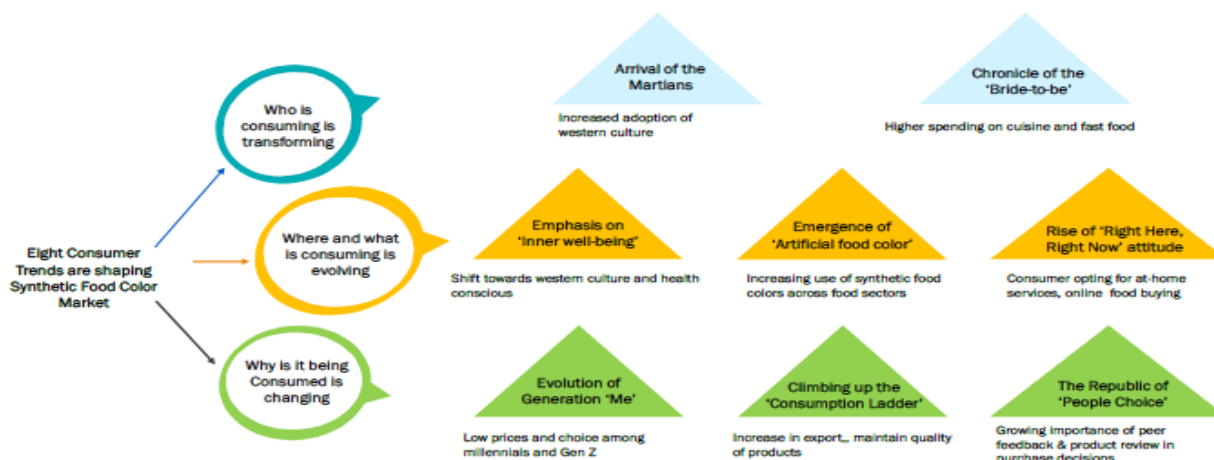 Eight Consumer
Trends are shaping
Synthetic Food Color
Market
Who is
consuming is
transforming
Arrival of the
Martians
Increased adoption of
western culture
Chronicle of the
‘Bride-to-be’
Higher spending on cuisine and fast food
Where and what
is consuming is
evolving
Emphasis on
‘Inner well-being’
Shift towards western culture and health
conscious
Emergence of
‘Artificial food color’
Increasing use of synthetic food
colors across food sectors
Rise of ‘Right Here,
Right Now’ attitude
Consumer opting for at-home
services, online food buying
Why is it being
Consumed is
changing
Evolution of
Generation ‘Me’
Low prices and choice among
millennials and Gen Z
Climbing up the
‘Consumption Ladder’
Increase in export,, maintain quality
of products
The Republic of
‘People Choice’
Growing importance of peer
feedback & product review in
purchase decisions